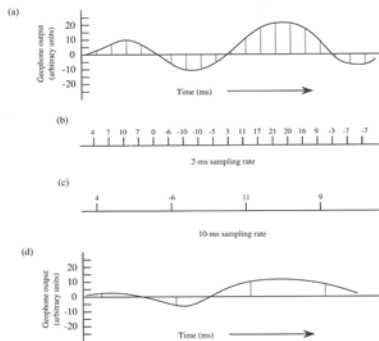 (a)
Geophone output
(arbitrary units)
20
10
0
-10
-20
Time (ms)
(b)
4 7 10 7 0 -6 -10 -10 -3 3 11 17 21 20 16 9 -3 -7 -7
2-ms sampling rate
(c)
4 -6 11 9
10-ms sampling rate
(d)
Geophone output
(arbitrary units)
20
10
0
-10
-20
Time (ms)